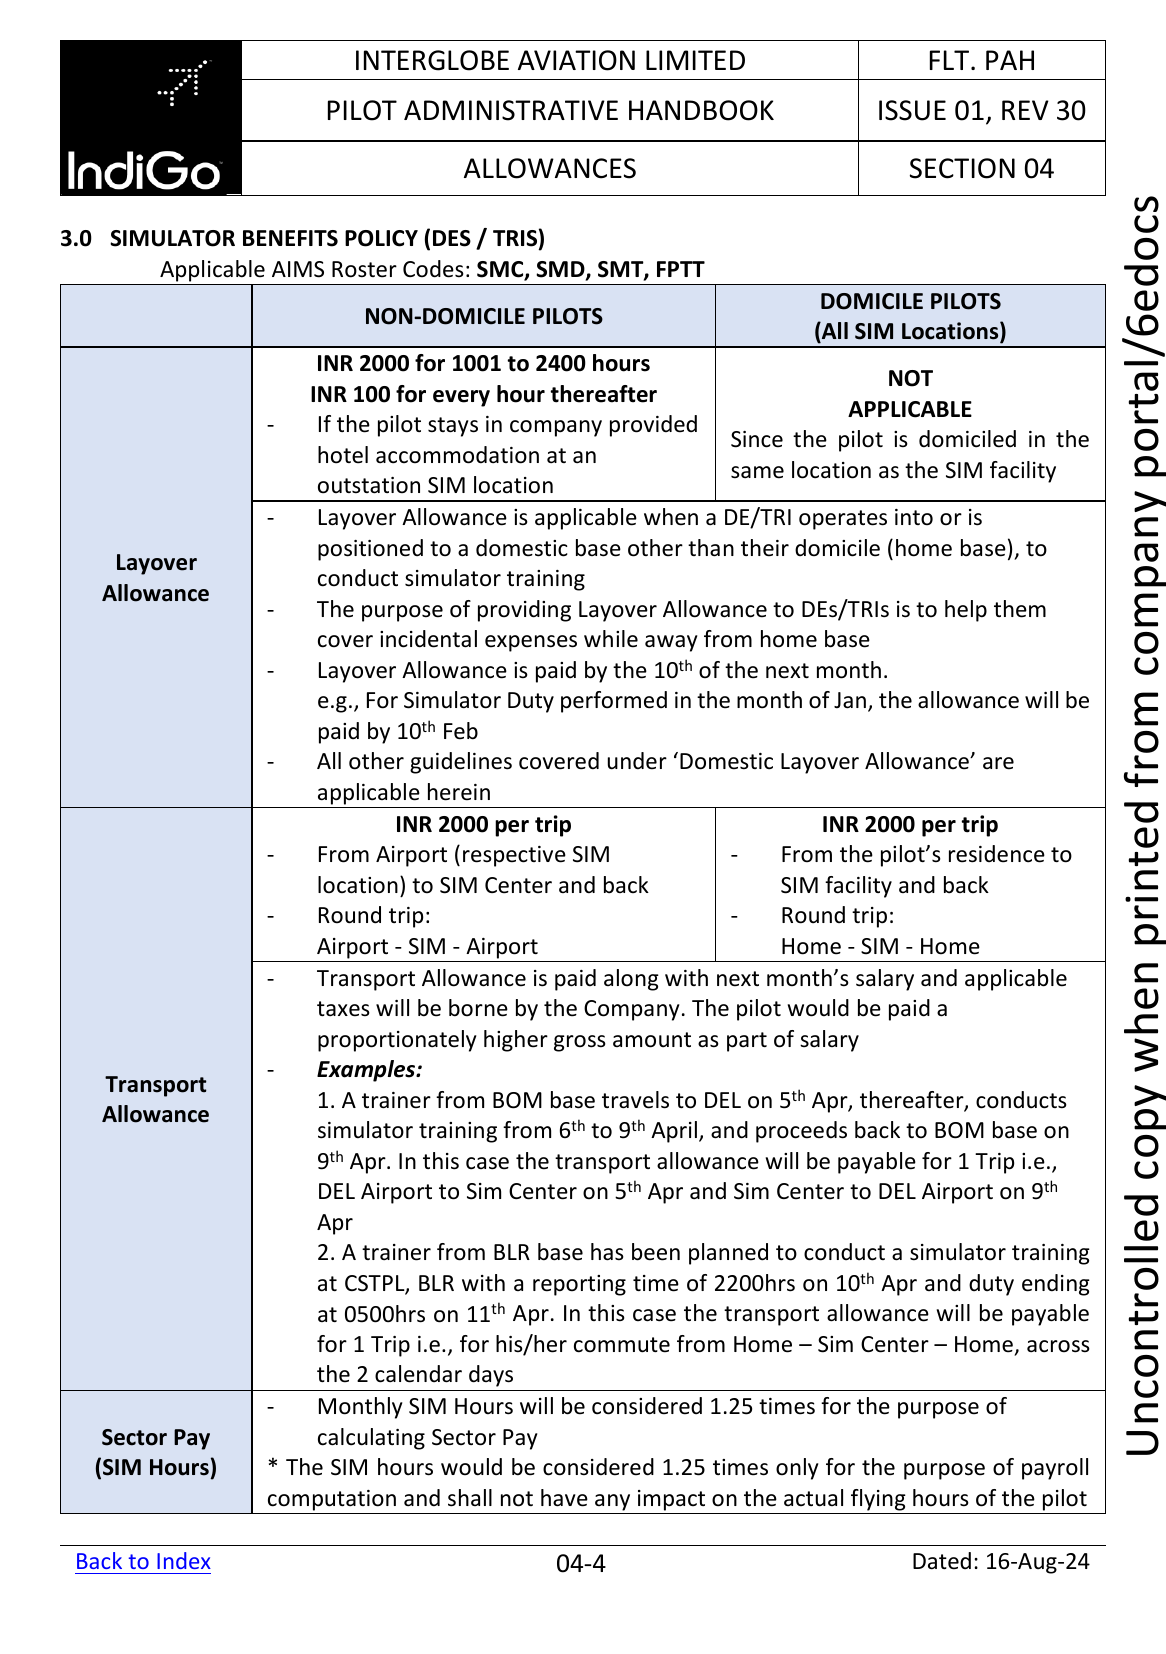 IndiGo
INTERGLOBE AVIATION LIMITED
FLT. PAH
PILOT ADMINISTRATIVE HANDBOOK
ISSUE 01, REV 30
ALLOWANCES
SECTION 04
3.0 SIMULATOR BENEFITS POLICY (DES / TRIS)
Applicable AIMS Roster Codes: SMC, SMD, SMT, FPTT
NON-DOMICILE PILOTS
DOMICILE PILOTS
(All SIM Locations)
Layover
Allowance
INR 2000 for 1001 to 2400 hours
INR 100 for every hour thereafter
- If the pilot stays in company provided
hotel accommodation at an
outstation SIM location
NOT
APPLICABLE
Since the pilot is domiciled in the
same location as the SIM facility
- Layover Allowance is applicable when a DE/TRI operates into or is
positioned to a domestic base other than their domicile (home base), to
conduct simulator training
- The purpose of providing Layover Allowance to DEs/TRIs is to help them
cover incidental expenses while away from home base
- Layover Allowance is paid by the 10th of the next month.
e.g., For Simulator Duty performed in the month of Jan, the allowance will be
paid by 10th Feb
- All other guidelines covered under ‘Domestic Layover Allowance’ are
applicable herein
Transport
Allowance
INR 2000 per trip
- From Airport (respective SIM
location) to SIM Center and back
- Round trip:
Airport - SIM - Airport
INR 2000 per trip
- From the pilot’s residence to
SIM facility and back
- Round trip:
Home - SIM - Home
- Transport Allowance is paid along with next month’s salary and applicable
taxes will be borne by the Company. The pilot would be paid a
proportionately higher gross amount as part of salary
- Examples:
1. A trainer from BOM base travels to DEL on 5th Apr, thereafter, conducts
simulator training from 6th to 9th April, and proceeds back to BOM base on
9th Apr. In this case the transport allowance will be payable for 1 Trip i.e.,
DEL Airport to Sim Center on 5th Apr and Sim Center to DEL Airport on 9th
Apr
2. A trainer from BLR base has been planned to conduct a simulator training
at CSTPL, BLR with a reporting time of 2200hrs on 10th Apr and duty ending
at 0500hrs on 11th Apr. In this case the transport allowance will be payable
for 1 Trip i.e., for his/her commute from Home – Sim Center – Home, across
the 2 calendar days
Sector Pay
(SIM Hours)
- Monthly SIM Hours will be considered 1.25 times for the purpose of
calculating Sector Pay
* The SIM hours would be considered 1.25 times only for the purpose of payroll
computation and shall not have any impact on the actual flying hours of the pilot
Back to Index
04-4
Dated: 16-Aug-24
Uncontrolled copy when printed from company portal/6edocs